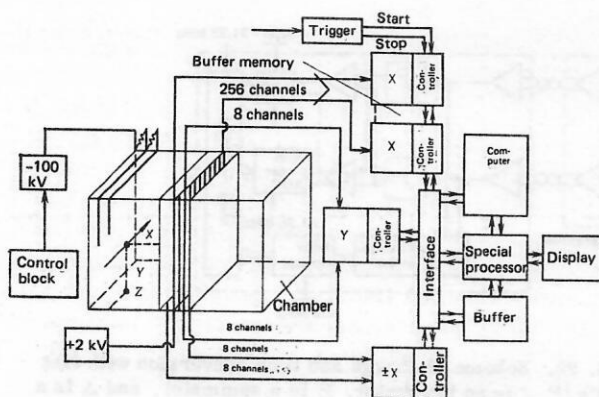 Start
Trigger
Stop
Buffer memory
X
Con-
troller
256 channels
8 channels
X
Con-
troller
Com-
puter
-100
kV
X
Y
Z
Y
Con-
troller
Interface
Special
processor
Display
Control
block
Chamber
Buffer
+2 kV
8 channels
8 channels
8 channels
±X
Con-
troller